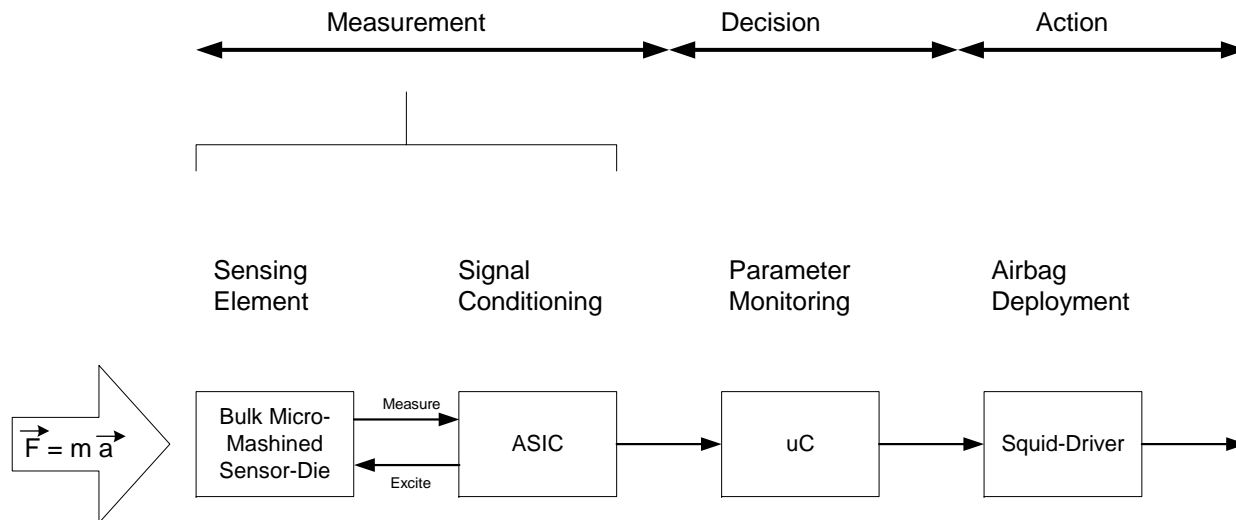 Measurement
Decision
Action
Sensing
Element
Signal
Conditioning
Parameter
Monitoring
Airbag
Deployment
F = m a
Bulk Micro-
Mashined
Sensor-Die
Measure
Excite
ASIC
uC
Squid-Driver